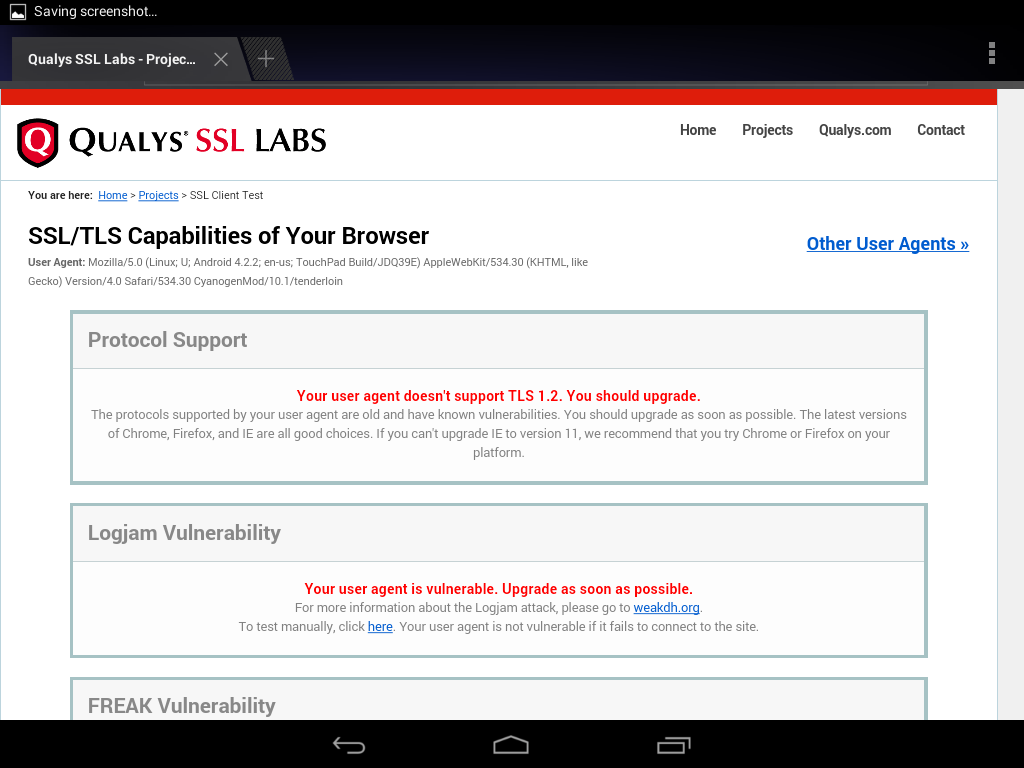 Saving screenshot...
Qualys SSL Labs - Projec...
QUALYS® SSL LABS
Home Projects Qualys.com Contact
You are here: Home > Projects > SSL Client Test
SSL/TLS Capabilities of Your Browser
Other User Agents »
User Agent: Mozilla/5.0 (Linux; U; Android 4.2.2; en-us; TouchPad Build/JDQ39E) AppleWebKit/534.30 (KHTML, like
Gecko) Version/4.0 Safari/534.30 CyanogenMod/10.1/tenderloin
Protocol Support
Your user agent doesn't support TLS 1.2. You should upgrade.
The protocols supported by your user agent are old and have known vulnerabilities. You should upgrade as soon as possible. The latest versions
of Chrome, Firefox, and IE are all good choices. If you can't upgrade IE to version 11, we recommend that you try Chrome or Firefox on your
platform.
Logjam Vulnerability
Your user agent is vulnerable. Upgrade as soon as possible.
For more information about the Logjam attack, please go to weakdh.org.
To test manually, click here. Your user agent is not vulnerable if it fails to connect to the site.
FREAK Vulnerability